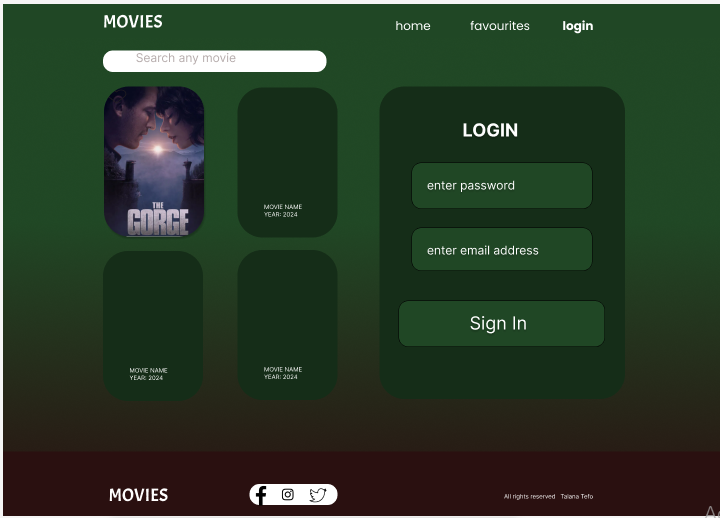 MOVIES
home favourites login
Search any movie
THE
GORGE
MOVIE NAME
YEAR: 2024
MOVIE NAME
YEAR: 2024
MOVIE NAME
YEAR: 2024
LOGIN
enter password
enter email address
Sign In
MOVIES
All rights reserved Talana Tefo